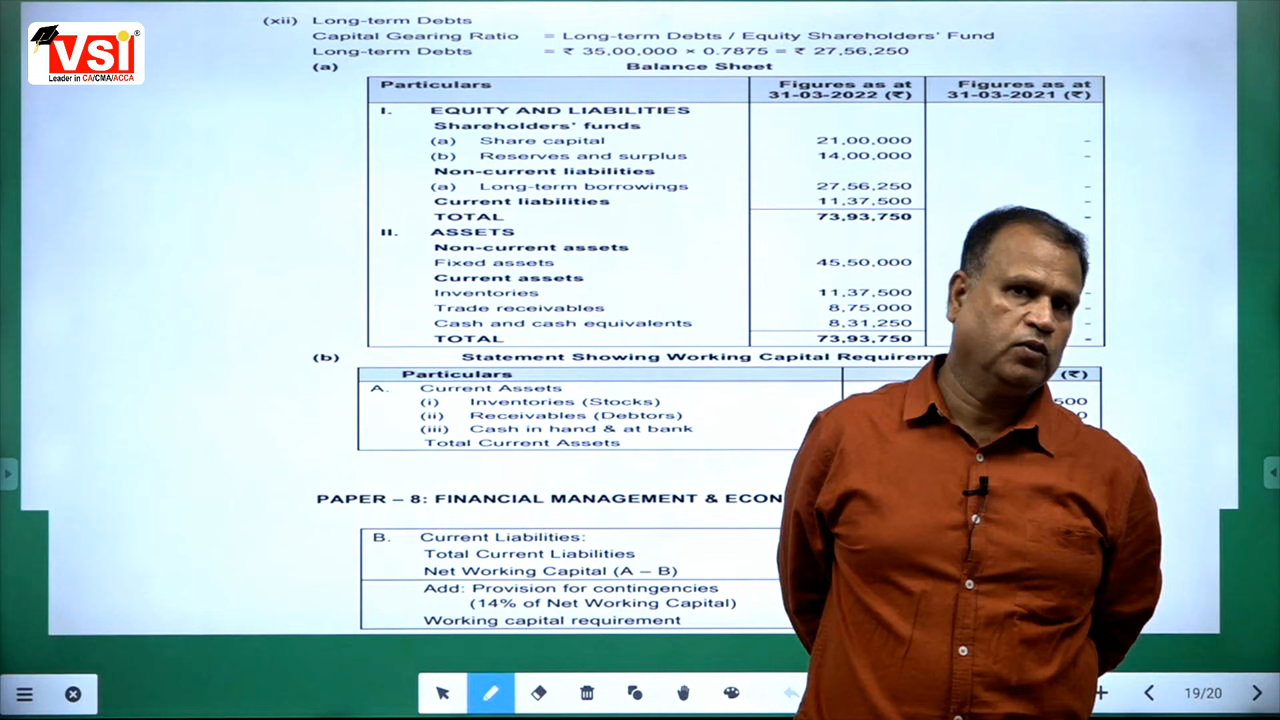 (xii) Long-term Debts
Capital Gearing Ratio = Long-term Debts / Equity Shareholders' Fund
Long-term Debts = ₹ 35,00,000 × 0.7875 = ₹ 27,56,250
VSI®
Leader in CA/CMA/ACCA
(a) Balance Sheet
Particulars Figures as at 31-03-2022 (₹) Figures as at 31-03-2021 (₹)
I. EQUITY AND LIABILITIES
Shareholders' funds
(a) Share capital 21,00,000 -
(b) Reserves and surplus 14,00,000 -
Non-current liabilities
(a) Long-term borrowings 27,56,250 -
Current liabilities 11,37,500 -
TOTAL 73,93,750 -
II. ASSETS
Non-current assets
Fixed assets 45,50,000
Current assets
Inventories 11,37,500 -
Trade receivables 8,75,000 -
Cash and cash equivalents 8,31,250 -
TOTAL 73,93,750 -
(b) Statement Showing Working Capital
Particulars (₹)
A. Current Assets
(i) Inventories (Stocks) 500
(ii) Receivables (Debtors) 0
(iii) Cash in hand & at bank
Total Current Assets
PAPER – 8: FINANCIAL MANAGEMENT &
B. Current Liabilities:
Total Current Liabilities
Net Working Capital (A – B)
Add: Provision for contingencies
(14% of Net Working Capital)
Working capital requirement
19/20